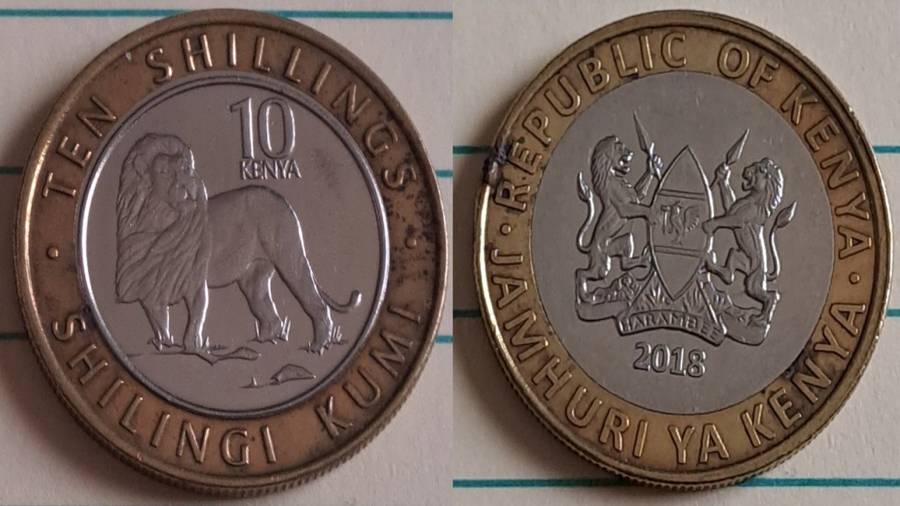 TEN SHILLINGS
10
KENYA
SHILINGI KUMI
REPUBLIC OF KENYA
HARAMBEE
2018
JAMHURI YA KENYA